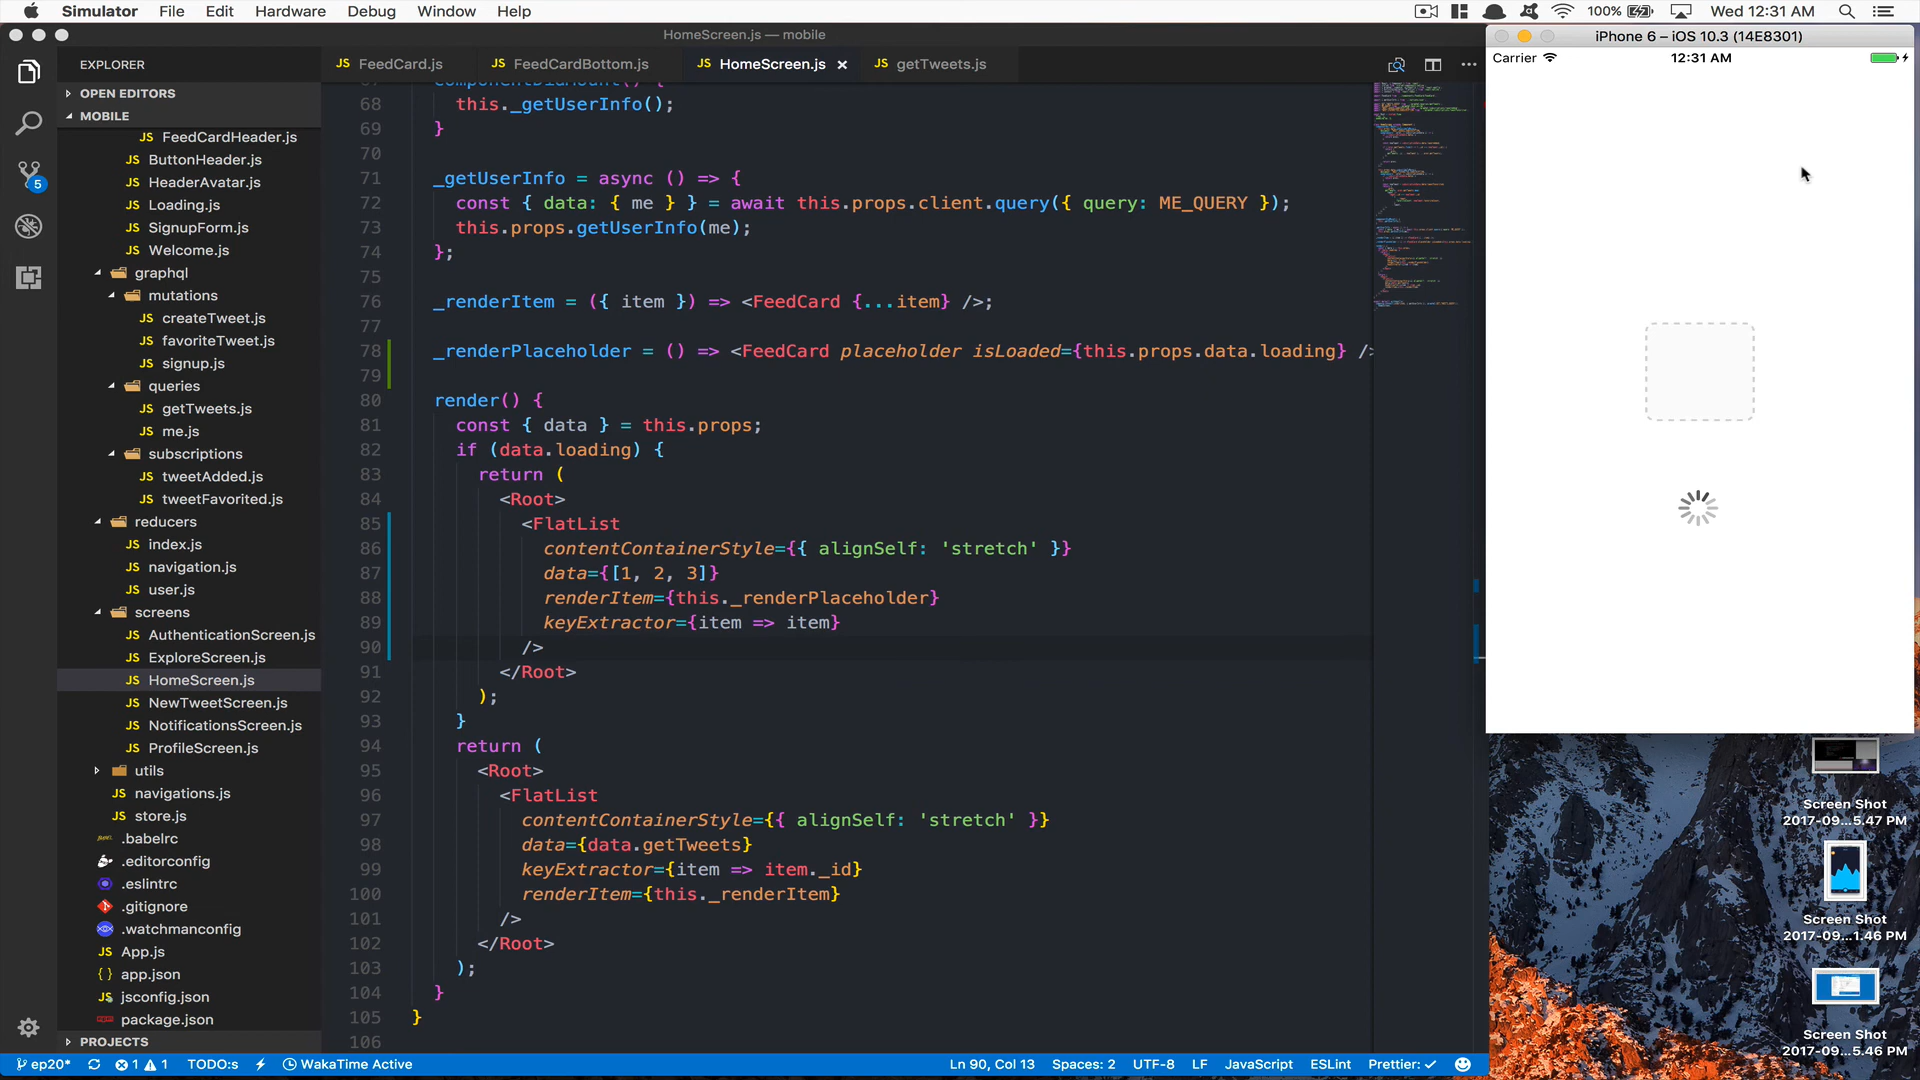 Simulator File Edit Hardware Debug Window Help 100% Wed 12:31 AM
HomeScreen.js — mobile
iPhone 6 – iOS 10.3 (14E8301)
Carrier 12:31 AM
EXPLORER
JS FeedCard.js JS FeedCardBottom.js JS HomeScreen.js × JS getTweets.js
OPEN EDITORS
MOBILE
JS FeedCardHeader.js
JS ButtonHeader.js
JS HeaderAvatar.js
JS Loading.js
JS SignupForm.js
JS Welcome.js
graphql
mutations
JS createTweet.js
JS favoriteTweet.js
JS signup.js
queries
JS getTweets.js
JS me.js
subscriptions
JS tweetAdded.js
JS tweetFavorited.js
reducers
JS index.js
JS navigation.js
JS user.js
screens
JS AuthenticationScreen.js
JS ExploreScreen.js
JS HomeScreen.js
JS NewTweetScreen.js
JS NotificationsScreen.js
JS ProfileScreen.js
utils
JS navigations.js
JS store.js
.babelrc
.editorconfig
.eslintrc
.gitignore
.watchmanconfig
JS App.js
{ } app.json
JS jsconfig.json
package.json
PROJECTS
5
68 this._getUserInfo();
69 }
70
71 _getUserInfo = async () => {
72 const { data: { me } } = await this.props.client.query({ query: ME_QUERY });
73 this.props.getUserInfo(me);
74 };
75
76 _renderItem = ({ item }) => <FeedCard {...item} />;
77
78 _renderPlaceholder = () => <FeedCard placeholder isLoaded={this.props.data.loading} />
79
80 render() {
81 const { data } = this.props;
82 if (data.loading) {
83 return (
84 <Root>
85 <FlatList
86 contentContainerStyle={{ alignSelf: 'stretch' }}
87 data={[1, 2, 3]}
88 renderItem={this._renderPlaceholder}
89 keyExtractor={item => item}
90 />
91 </Root>
92 );
93 }
94 return (
95 <Root>
96 <FlatList
97 contentContainerStyle={{ alignSelf: 'stretch' }}
98 data={data.getTweets}
99 keyExtractor={item => item._id}
100 renderItem={this._renderItem}
101 />
102 </Root>
103 );
104 }
105 }
106
Screen Shot
2017-09...5.47 PM
Screen Shot
2017-09...1.46 PM
Screen Shot
2017-09...5.46 PM
ep20* 1 1 TODO:s WakaTime Active Ln 90, Col 13 Spaces: 2 UTF-8 LF JavaScript ESLint Prettier: ✓